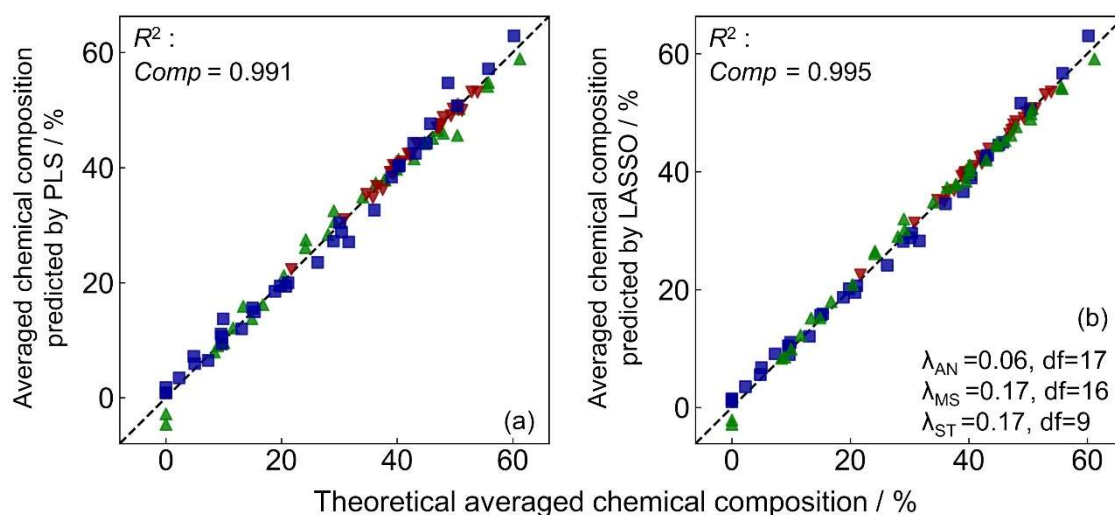 Averaged chemical composition
predicted by PLS / %
R² :
Comp = 0.991
60
40
20
0
(a)
0
20
40
60
Averaged chemical composition
predicted by LASSO / %
R² :
Comp = 0.995
60
40
20
0
(b)
λAN =0.06, df=17
λMS =0.17, df=16
λST =0.17, df=9
0
20
40
60
Theoretical averaged chemical composition / %